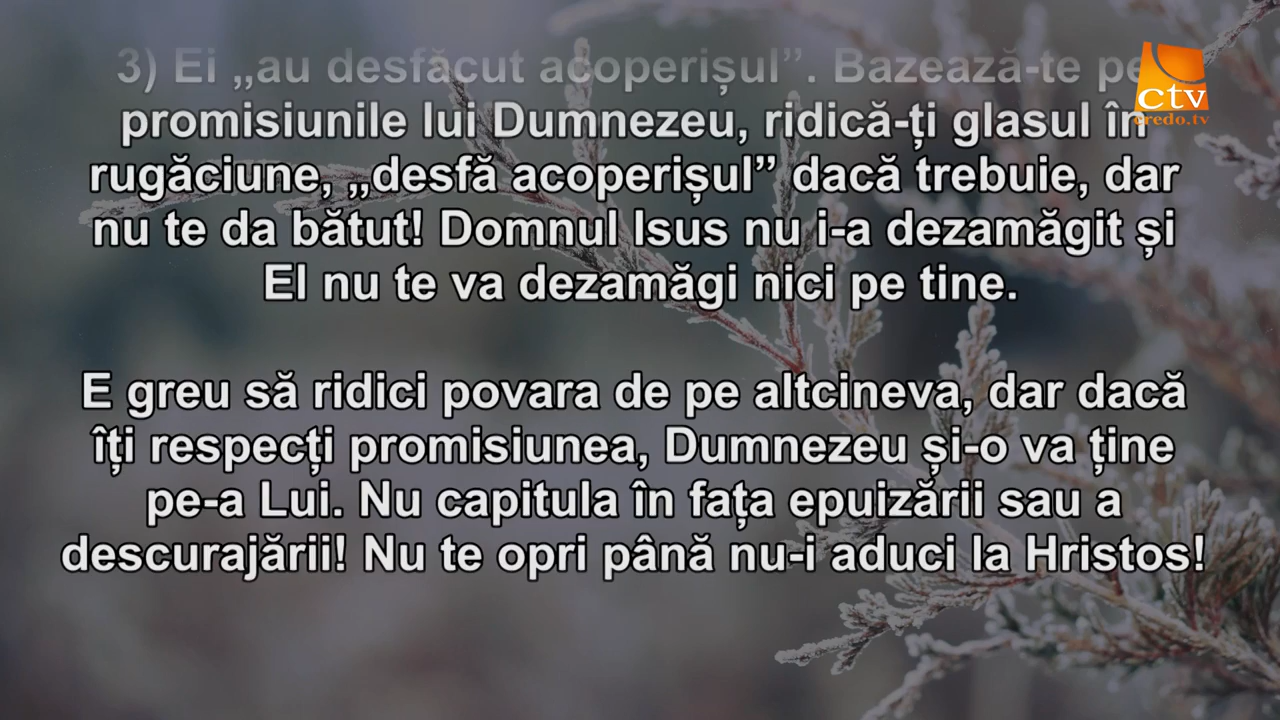 3) Ei „au desfăcut acoperișul”. Bazează-te pe
promisiunile lui Dumnezeu, ridică-ți glasul în
rugăciune, „desfă acoperișul” dacă trebuie, dar
nu te da bătut! Domnul Isus nu i-a dezamăgit și
El nu te va dezamăgi nici pe tine.
E greu să ridici povara de pe altcineva, dar dacă
îți respecți promisiunea, Dumnezeu și-o va ține
pe-a Lui. Nu capitula în fața epuizării sau a
descurajării! Nu te opri până nu-i aduci la Hristos!
ctv
credo.tv